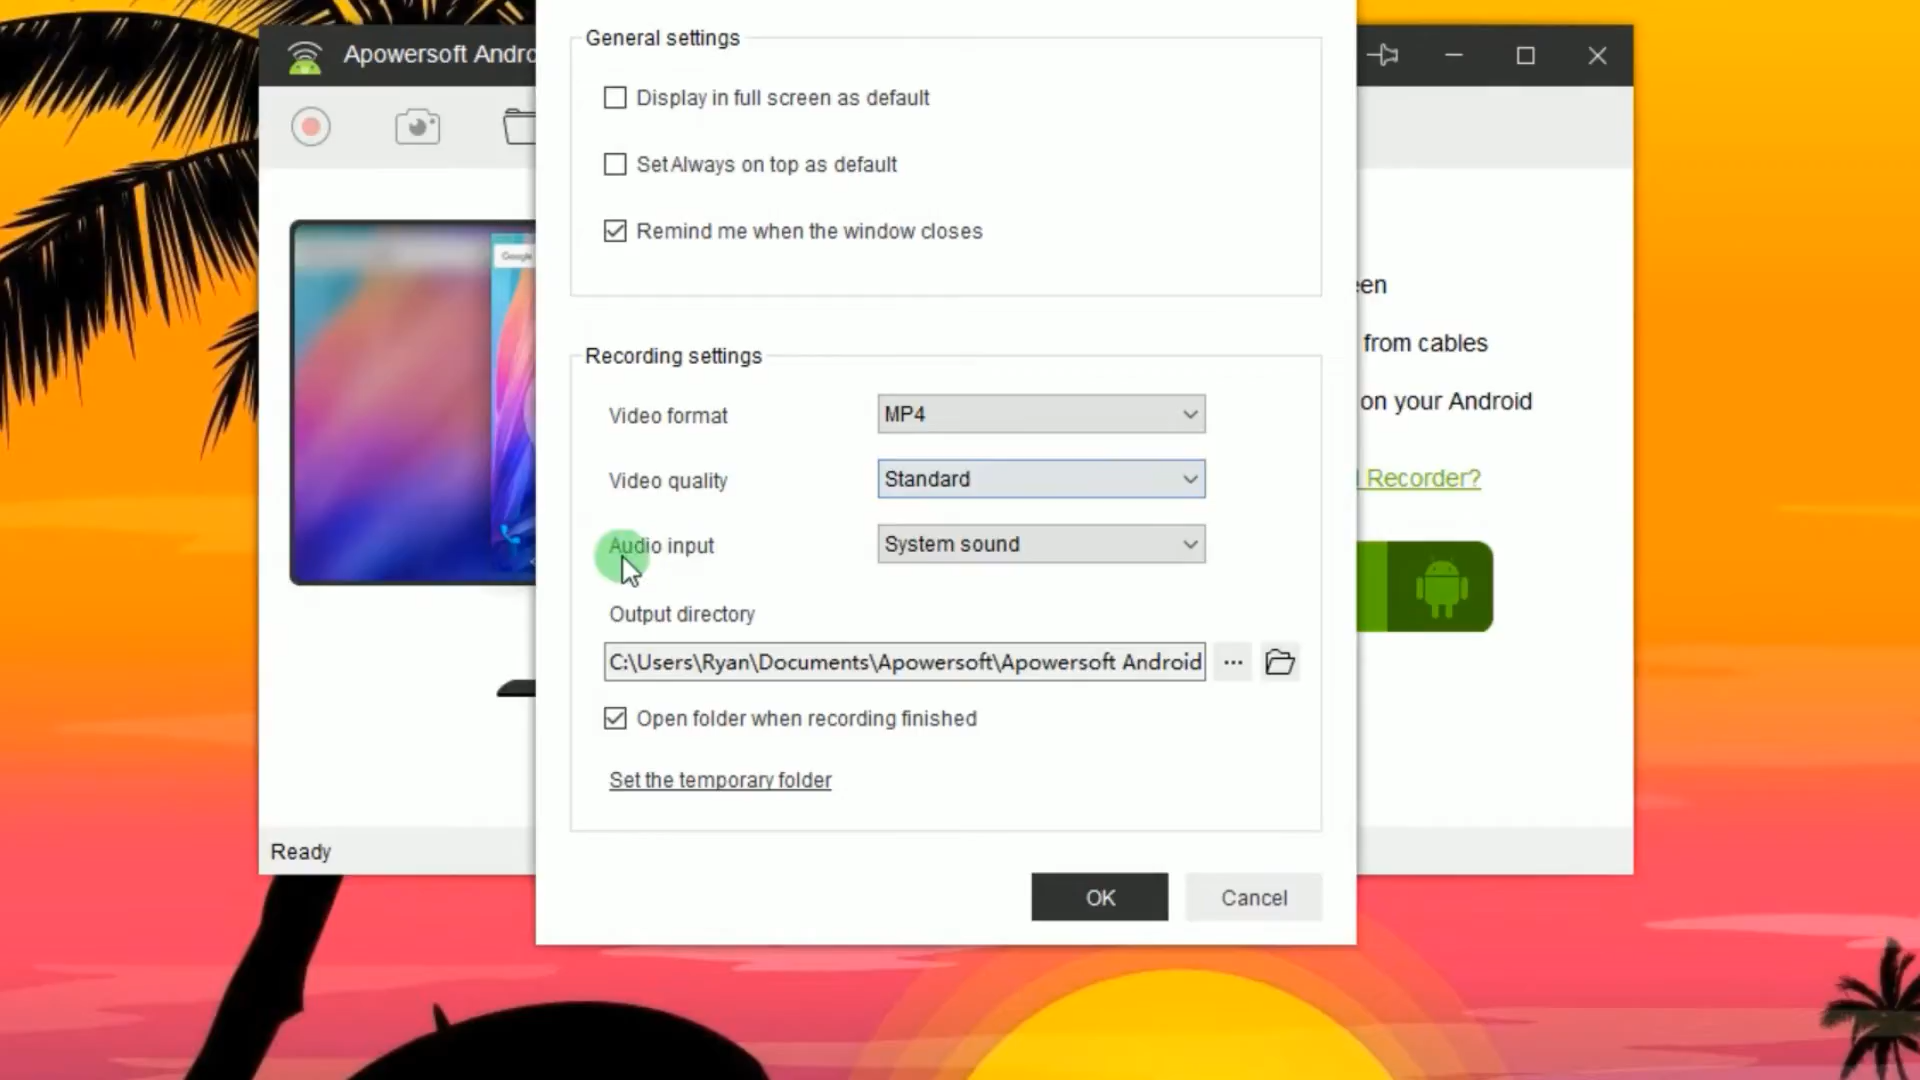 General settings
Apowersoft Andro
Display in full screen as default
Set Always on top as default
Remind me when the window closes
Google
een
from cables
on your Android
Recorder?
Recording settings
Video format
MP4
Video quality
Standard
Audio input
System sound
Output directory
C:\Users\Ryan\Documents\Apowersoft\Apowersoft Android
...
Open folder when recording finished
Set the temporary folder
Ready
OK
Cancel